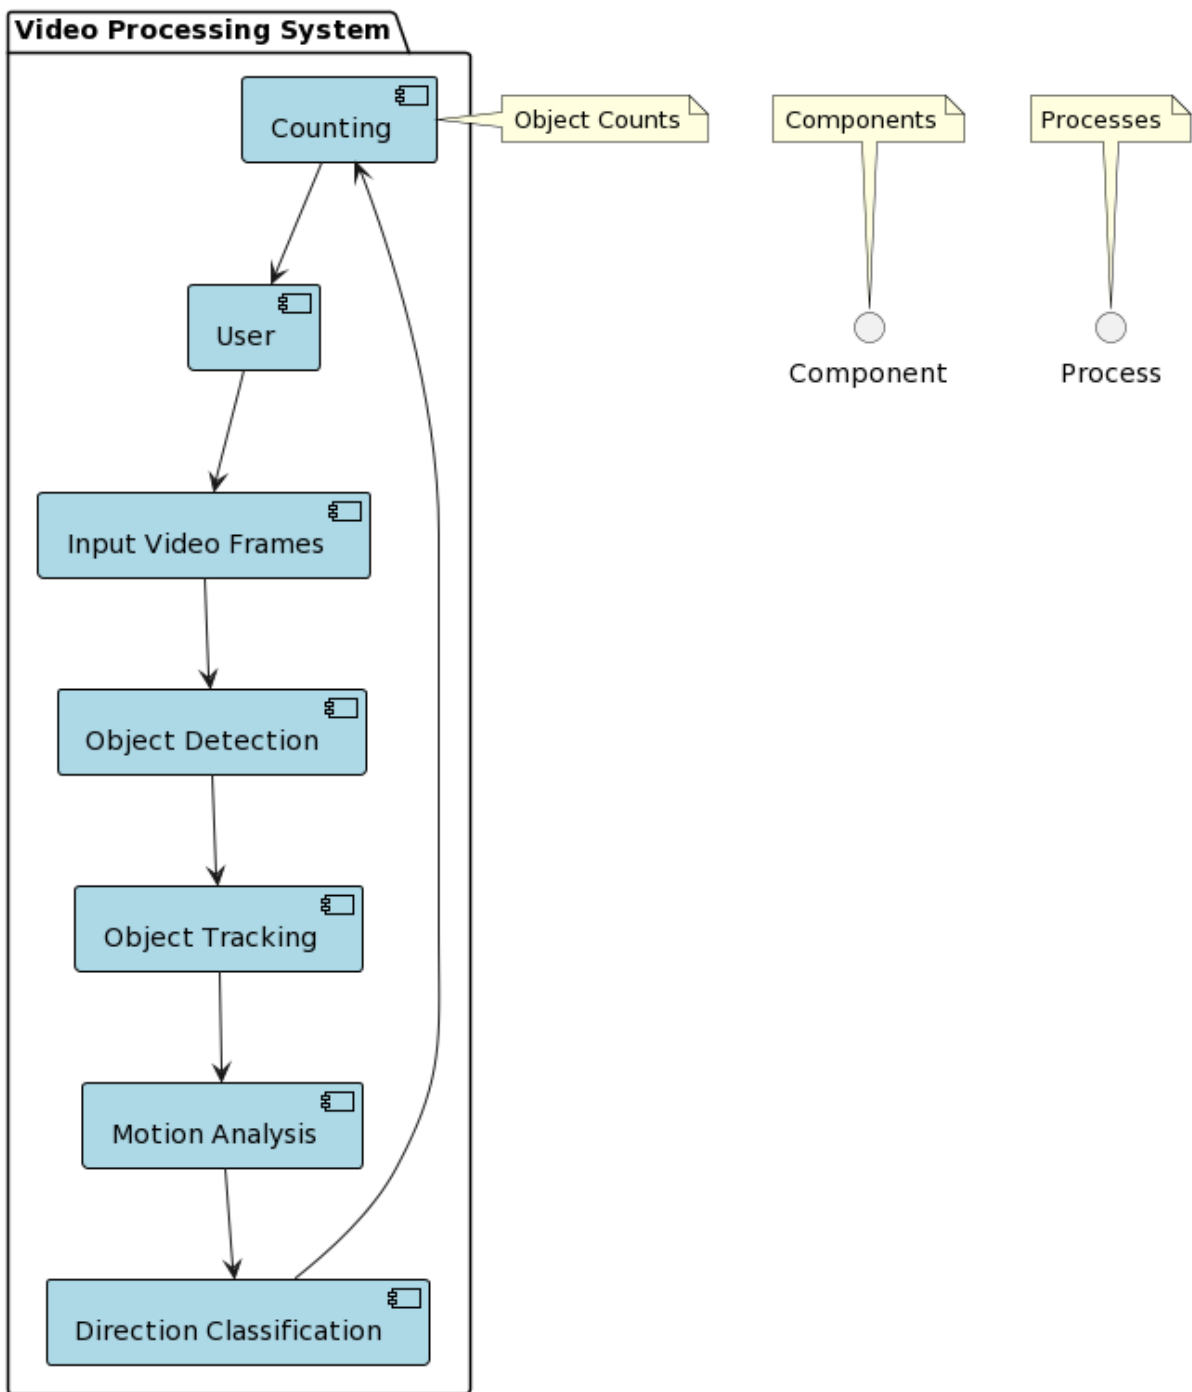 Video Processing System
Counting
Object Counts
Components
Processes
User
Component
Process
Input Video Frames
Object Detection
Object Tracking
Motion Analysis
Direction Classification